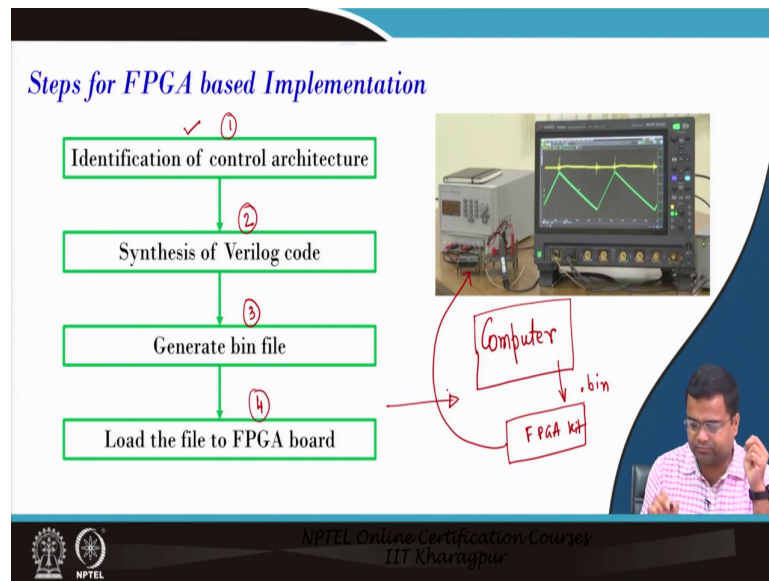 Steps for FPGA based Implementation
✓ 1
Identification of control architecture
2
Synthesis of Verilog code
3
Generate bin file
4
Load the file to FPGA board
Computer
.bin
FPGA kit
NPTEL Online Certification Courses
IIT Kharagpur
NPTEL